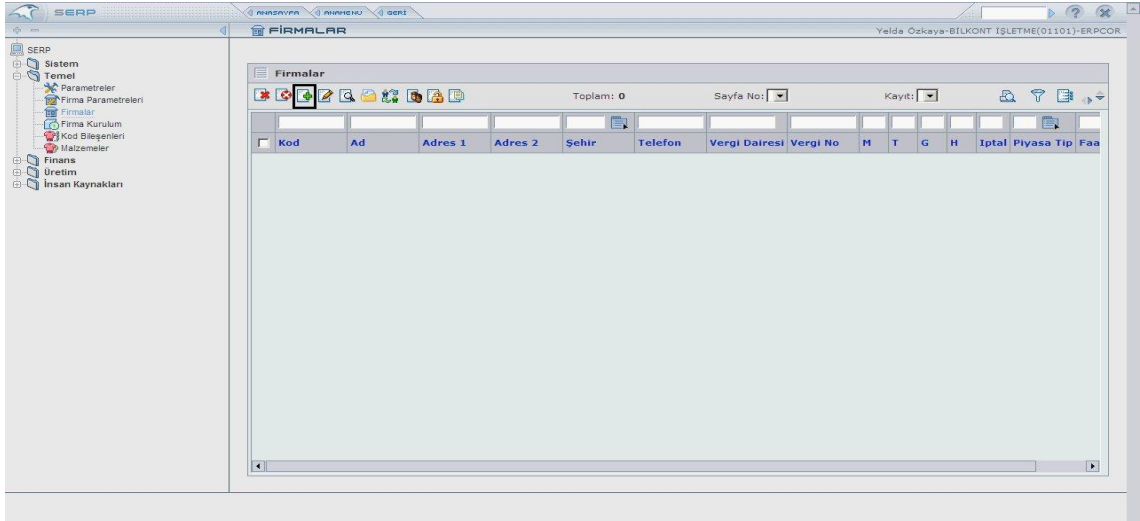 SERP
ANASAYFA ANAMENU GERİ
FİRMALAR
Yelda Özkaya-BİLKONT İŞLETME(01101)-ERPCOR
SERP
Sistem
Temel
Parametreler
Firma Parametreleri
Firmalar
Firma Kurulum
Kod Bileşenleri
Malzemeler
Finans
Üretim
İnsan Kaynakları
Firmalar
Toplam: 0 Sayfa No: Kayıt:
Kod Ad Adres 1 Adres 2 Şehir Telefon Vergi Dairesi Vergi No M T G H Iptal Piyasa Tip Faa